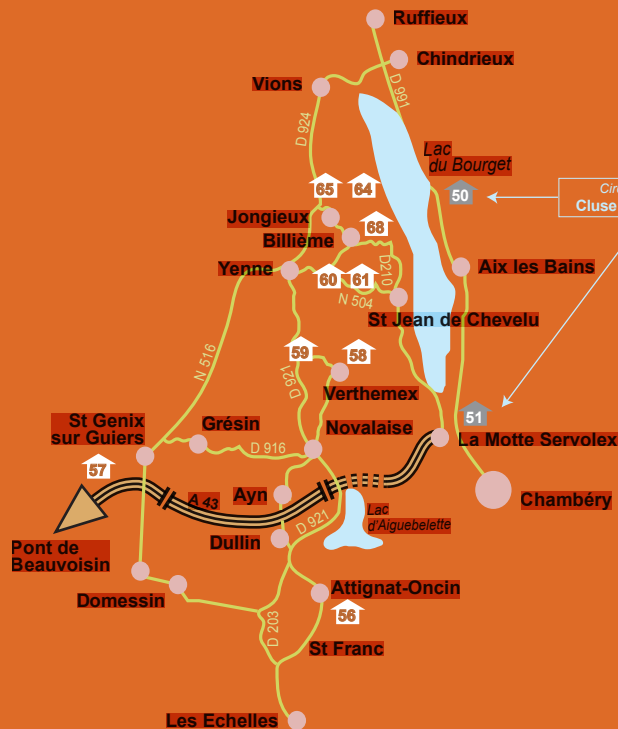 Ruffieux
Chindrieux
Vions
D 991
D 924
Lac
du Bourget
65
64
50
Circ
Cluse
Jongieux
68
Billième
Yenne
60
61
D210
Aix les Bains
N 504
St Jean de Chevelu
N 516
59
58
D 921
Verthemex
51
St Genix
sur Guiers
Grésin
Novalaise
La Motte Servolex
D 916
57
Ayn
A 43
Chambéry
Lac
d'Aiguebelette
D 921
Dullin
Pont de
Beauvoisin
Domessin
Attignat-Oncin
56
D 203
St Franc
Les Echelles